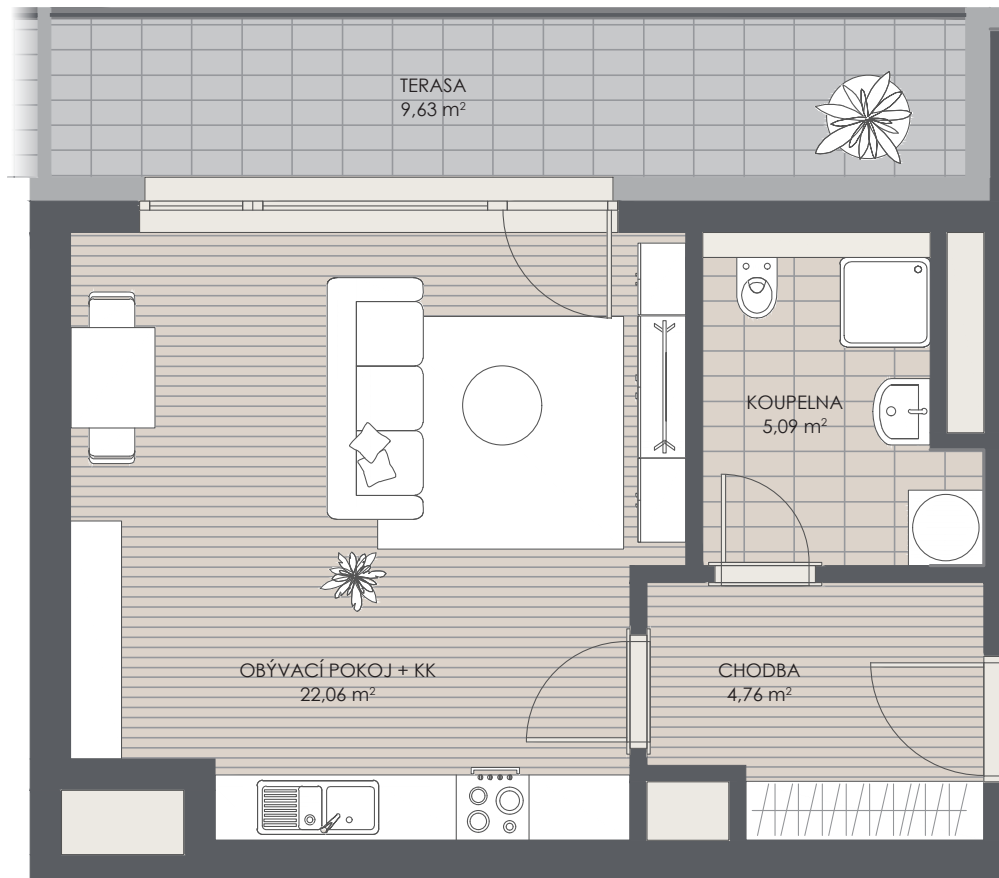 TERASA
9,63 m²
KOUPELNA
5,09 m²
OBÝVACÍ POKOJ + KK
22,06 m²
CHODBA
4,76 m²